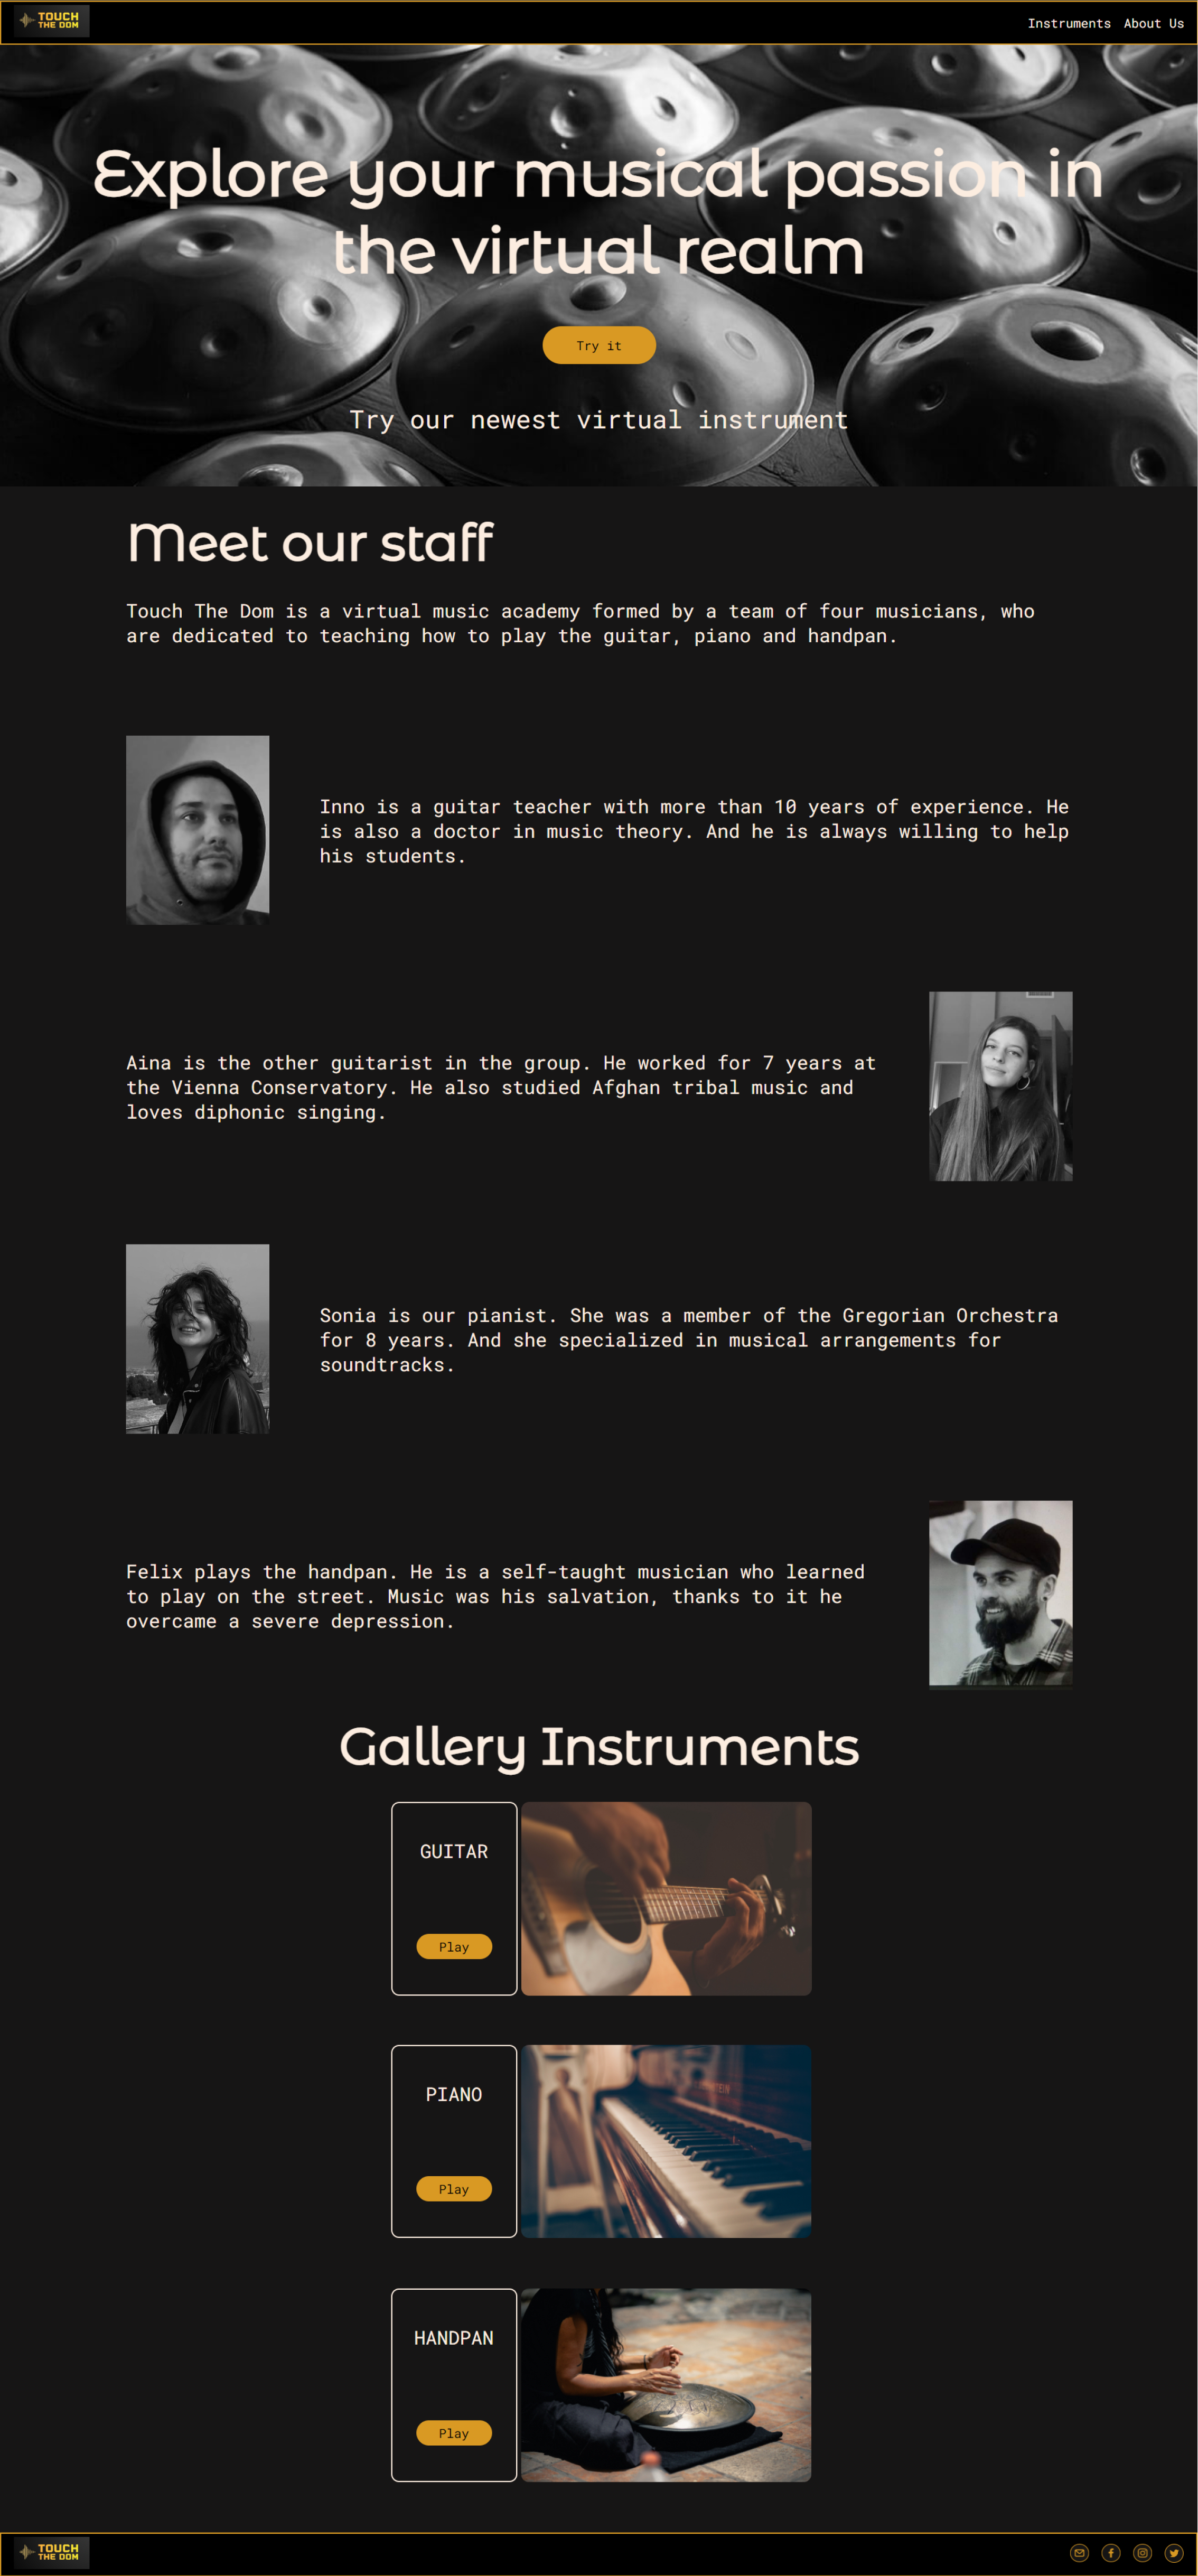 TOUCH
THE DOM
Instruments About Us
Explore your musical passion in
the virtual realm
Try it
Try our newest virtual instrument
Meet our staff
Touch The Dom is a virtual music academy formed by a team of four musicians, who
are dedicated to teaching how to play the guitar, piano and handpan.
Inno is a guitar teacher with more than 10 years of experience. He
is also a doctor in music theory. And he is always willing to help
his students.
Aina is the other guitarist in the group. He worked for 7 years at
the Vienna Conservatory. He also studied Afghan tribal music and
loves diphonic singing.
Sonia is our pianist. She was a member of the Gregorian Orchestra
for 8 years. And she specialized in musical arrangements for
soundtracks.
Felix plays the handpan. He is a self-taught musician who learned
to play on the street. Music was his salvation, thanks to it he
overcame a severe depression.
Gallery Instruments
GUITAR
Play
PIANO
Play
HANDPAN
Play
TOUCH
THE DOM